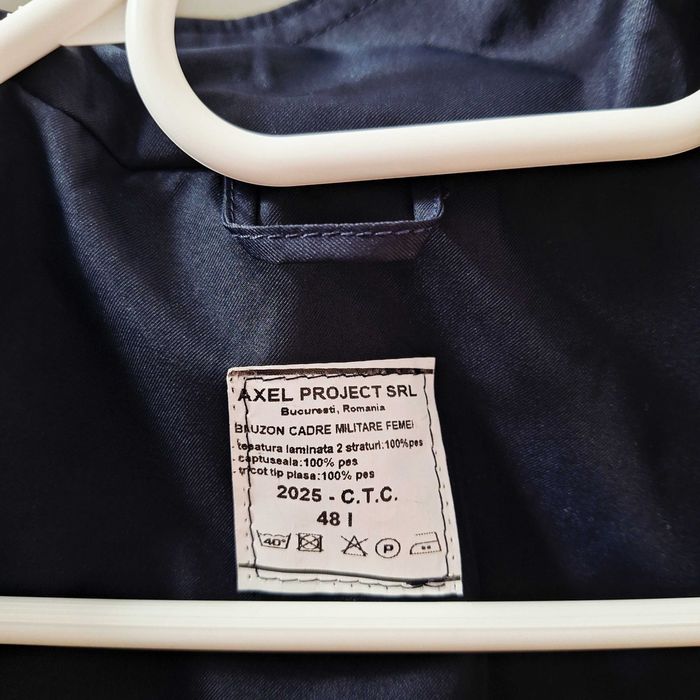 AXEL PROJECT SRL
Bucuresti, Romania
BLUZON CADRE MILITARE FEMEI
- tesatura laminata 2 straturi:100%pes
- captuseala:100% pes
- tricot tip plasa:100% pes
2025 - C.T.C.
48 I
40° P